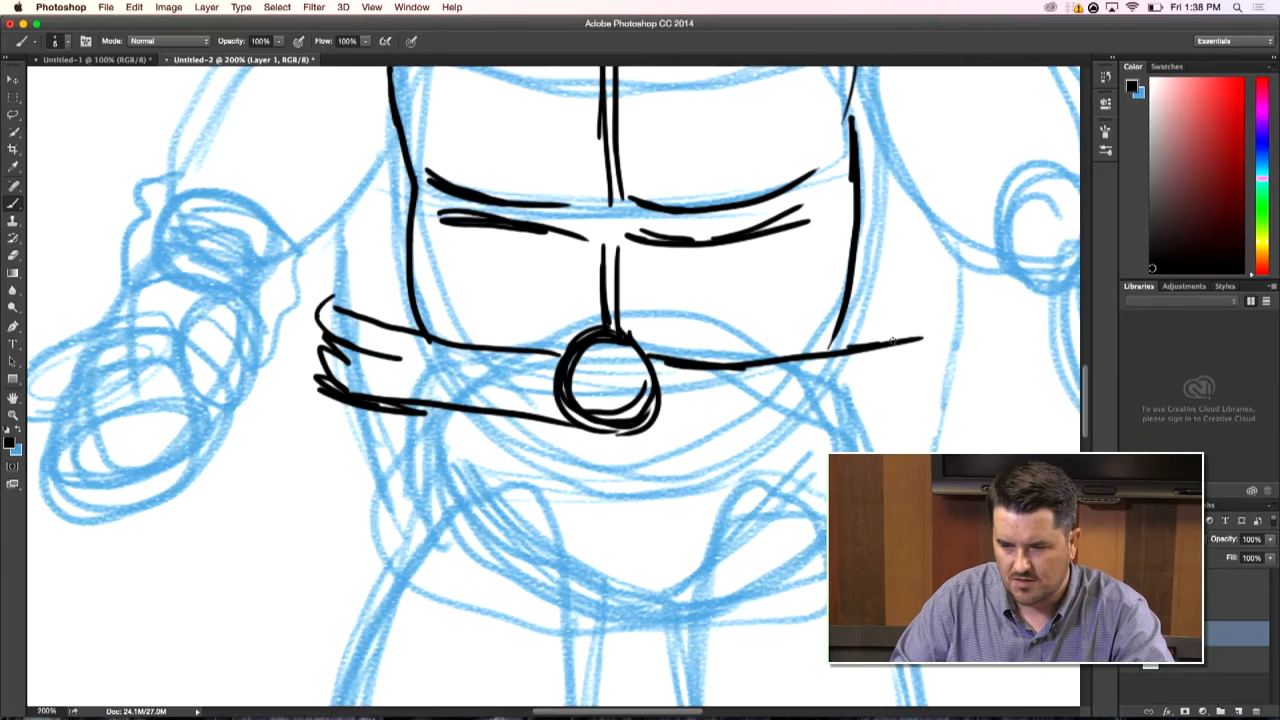 Adobe Photoshop CC 2014
Photoshop File Edit Image Layer Type Select Filter 3D View Window Help
Fri 1:38 PM
6 Mode: Normal Opacity: 100% Flow: 100%
Essentials
Untitled-1 @ 100% (RGB/8) *
Untitled-2 @ 200% (Layer 1, RGB/8) *
Color Swatches
Libraries Adjustments Styles
To use Creative Cloud Libraries,
please sign in to Creative Cloud
Opacity: 100%
Fill: 100%
200% Doc: 24.1M/27.0M